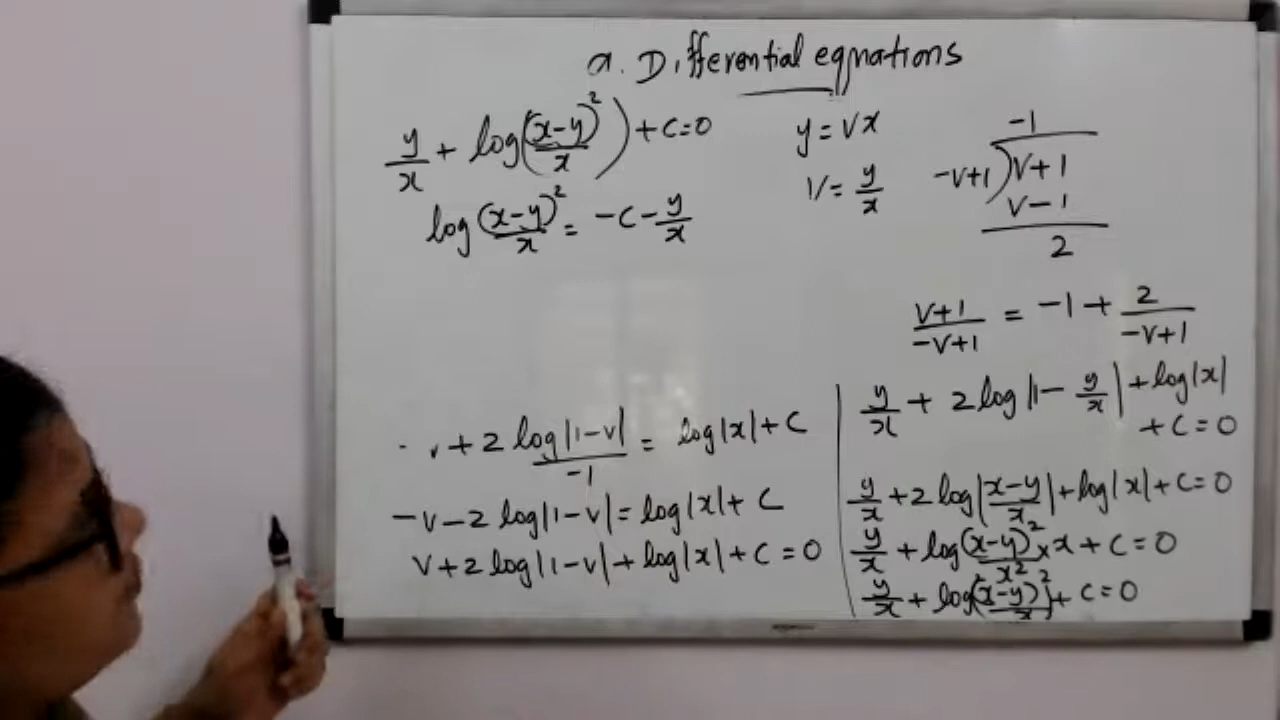 a. Differential equations
y/x + log((x-y)²/x) + C = 0
log (x-y)²/x = -C - y/x
y = Vx
V = y/x
-1
-V+1) V+1
V-1
2
V+1/-V+1 = -1 + 2/-V+1
V + 2 log|1-V|/-1 = log|x| + C
-V - 2 log|1-V| = log|x| + C
V + 2 log|1-V| + log|x| + C = 0
y/x + 2 log|1 - y/x| + log|x|
+ C = 0
y/x + 2 log|x-y/x| + log|x| + C = 0
y/x + log (x-y)²/x² × x + C = 0
y/x + log((x-y)²/x) + C = 0